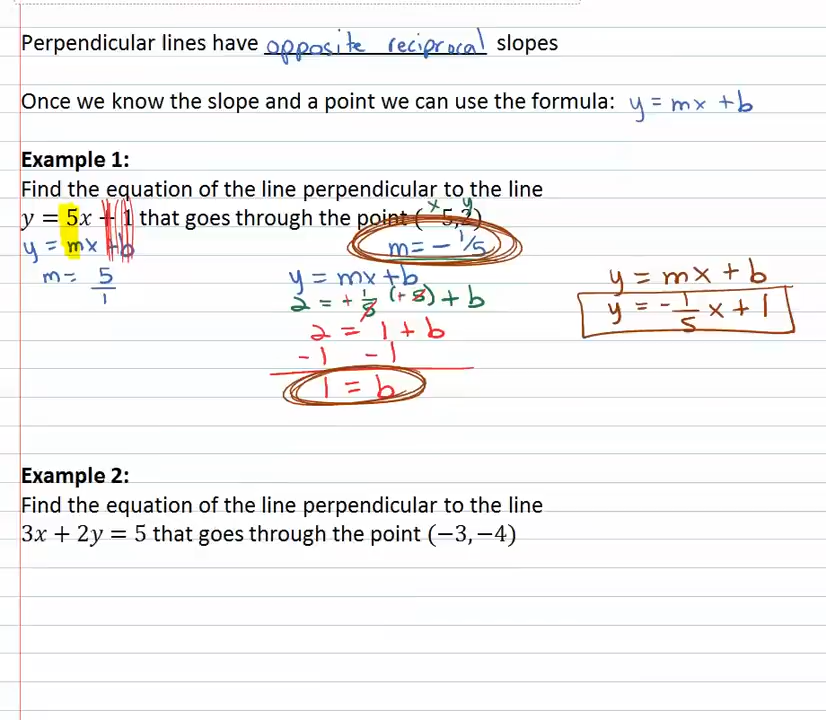 Perpendicular lines have opposite reciprocal slopes
Once we know the slope and a point we can use the formula: y = mx + b
Example 1:
Find the equation of the line perpendicular to the line
x y
y = 5x + 1 that goes through the point (-5,2)
y = mx + b
m = - 1/5
m = 5/1
y = mx + b
2 = + 1/5 (+5) + b
2 = 1 + b
-1 -1
1 = b
y = mx + b
y = - 1/5 x + 1
Example 2:
Find the equation of the line perpendicular to the line
3x + 2y = 5 that goes through the point (−3, −4)